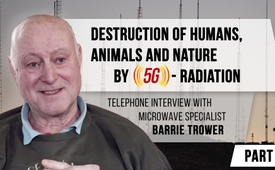 DESTRUCTION OF HUMANS,
ANIMALS AND NATURE
BY 5G - RADIATION
TELEPHONE INTERVIEW WITH
MICROWAVE SPECIALIST
BARRIE TROWER
PART